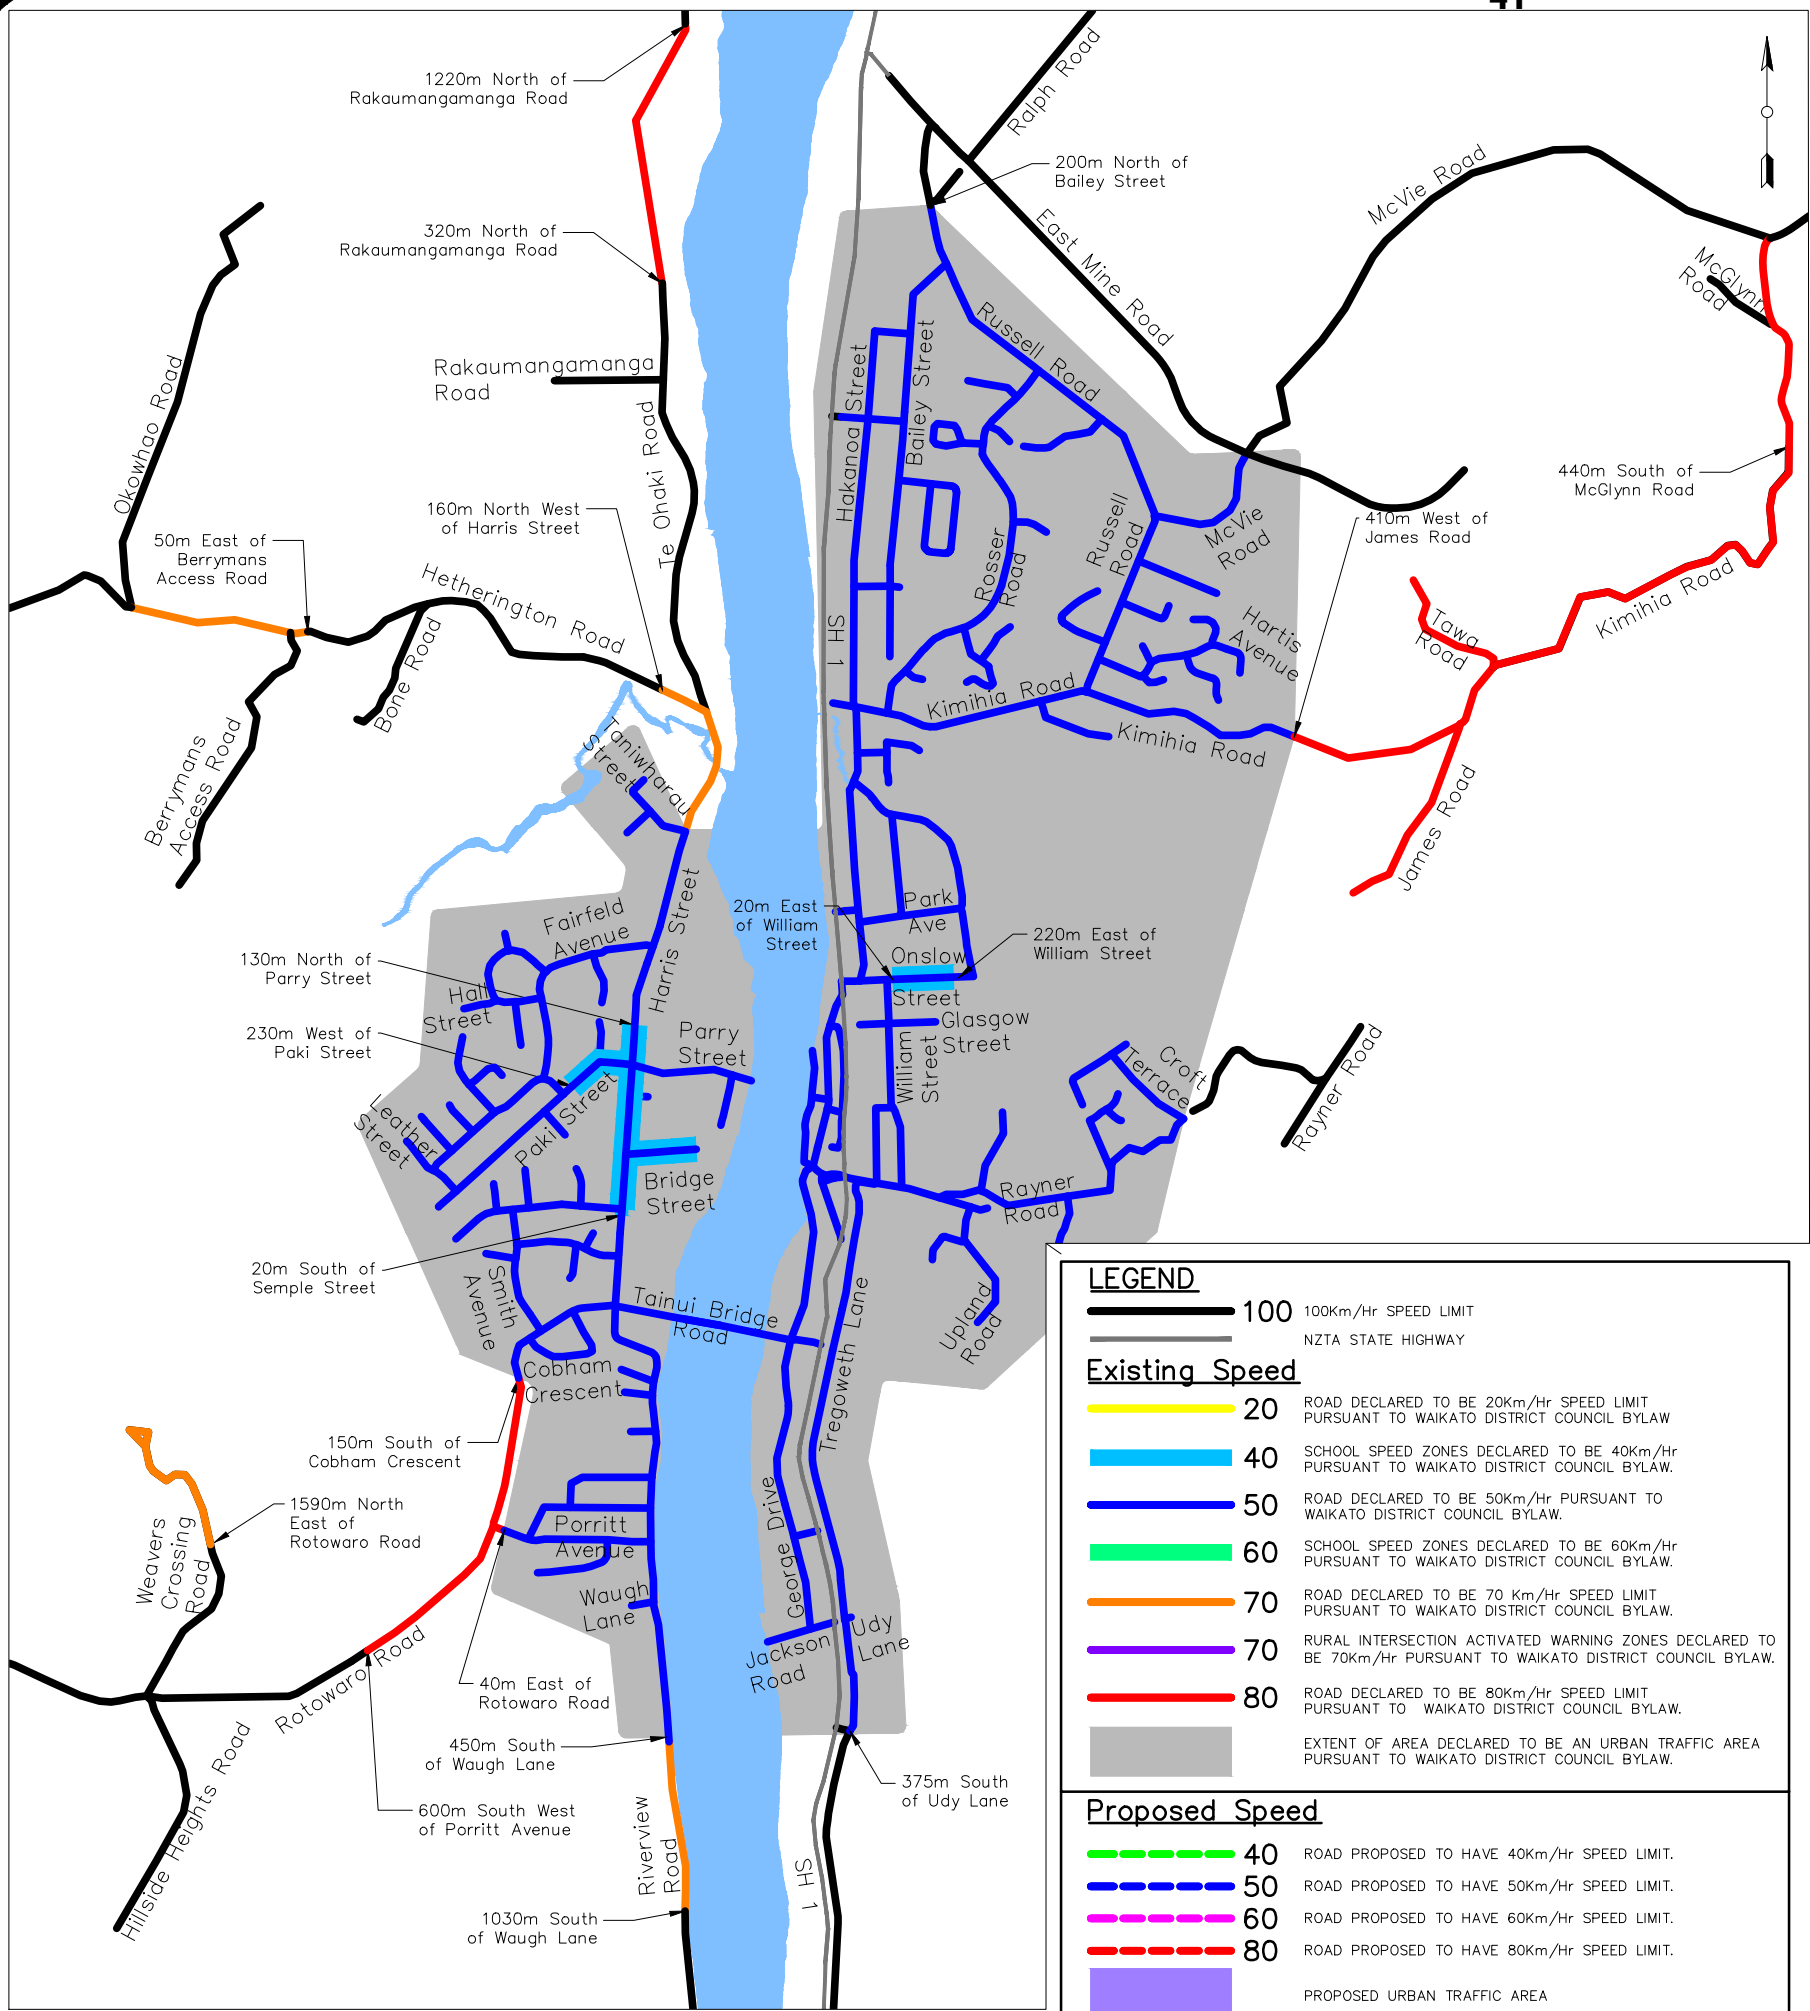 41
1220m North of
Rakaumangamanga Road
Ralph Road
200m North of
Bailey Street
McVie Road
320m North of
Rakaumangamanga Road
East Mine Road
McGlynn
Road
Okowhao Road
Rakaumangamanga
Road
Te Ohaki Road
Hakanoa Street
Bailey Street
Russell Road
440m South of
McGlynn Road
160m North West
of Harris Street
410m West of
James Road
50m East of
Berrymans
Access Road
Hetherington Road
Bone Road
SH 1
Rosser
Road
Russell
Road
McVie
Road
Hartis
Avenue
Tawa
Road
Kimihia Road
Kimihia Road
Kimihia Road
Berrymans
Access Road
Taniwharau
Street
James Road
Harris Street
Fairfeld
Avenue
20m East
of William
Street
Park
Ave
220m East of
William Street
130m North of
Parry Street
Hall
Street
Onslow
Street
Glasgow
Street
William
Street
230m West of
Paki Street
Parry
Street
Croft
Terrace
Rayner Road
Leather
Street
Paki Street
Bridge
Street
Rayner
Road
20m South of
Semple Street
Smith
Avenue
Tainui Bridge
Road
Tregoweth Lane
Upland
Road
Cobham
Crescent
150m South of
Cobham Crescent
1590m North
East of
Rotowaro Road
Weavers
Crossing
Road
Porritt
Avenue
George Drive
Waugh
Lane
Jackson
Road
Udy
Lane
Rotowaro Road
40m East of
Rotowaro Road
Hillside Heights Road
450m South
of Waugh Lane
375m South
of Udy Lane
600m South West
of Porritt Avenue
Riverview
Road
SH 1
1030m South
of Waugh Lane
LEGEND
100 100Km/Hr SPEED LIMIT
NZTA STATE HIGHWAY
Existing Speed
20 ROAD DECLARED TO BE 20Km/Hr SPEED LIMIT
PURSUANT TO WAIKATO DISTRICT COUNCIL BYLAW
40 SCHOOL SPEED ZONES DECLARED TO BE 40Km/Hr
PURSUANT TO WAIKATO DISTRICT COUNCIL BYLAW.
50 ROAD DECLARED TO BE 50Km/Hr PURSUANT TO
WAIKATO DISTRICT COUNCIL BYLAW.
60 SCHOOL SPEED ZONES DECLARED TO BE 60Km/Hr
PURSUANT TO WAIKATO DISTRICT COUNCIL BYLAW.
70 ROAD DECLARED TO BE 70 Km/Hr SPEED LIMIT
PURSUANT TO WAIKATO DISTRICT COUNCIL BYLAW.
70 RURAL INTERSECTION ACTIVATED WARNING ZONES DECLARED TO
BE 70Km/Hr PURSUANT TO WAIKATO DISTRICT COUNCIL BYLAW.
80 ROAD DECLARED TO BE 80Km/Hr SPEED LIMIT
PURSUANT TO WAIKATO DISTRICT COUNCIL BYLAW.
EXTENT OF AREA DECLARED TO BE AN URBAN TRAFFIC AREA
PURSUANT TO WAIKATO DISTRICT COUNCIL BYLAW.
Proposed Speed
40 ROAD PROPOSED TO HAVE 40Km/Hr SPEED LIMIT.
50 ROAD PROPOSED TO HAVE 50Km/Hr SPEED LIMIT.
60 ROAD PROPOSED TO HAVE 60Km/Hr SPEED LIMIT.
80 ROAD PROPOSED TO HAVE 80Km/Hr SPEED LIMIT.
PROPOSED URBAN TRAFFIC AREA